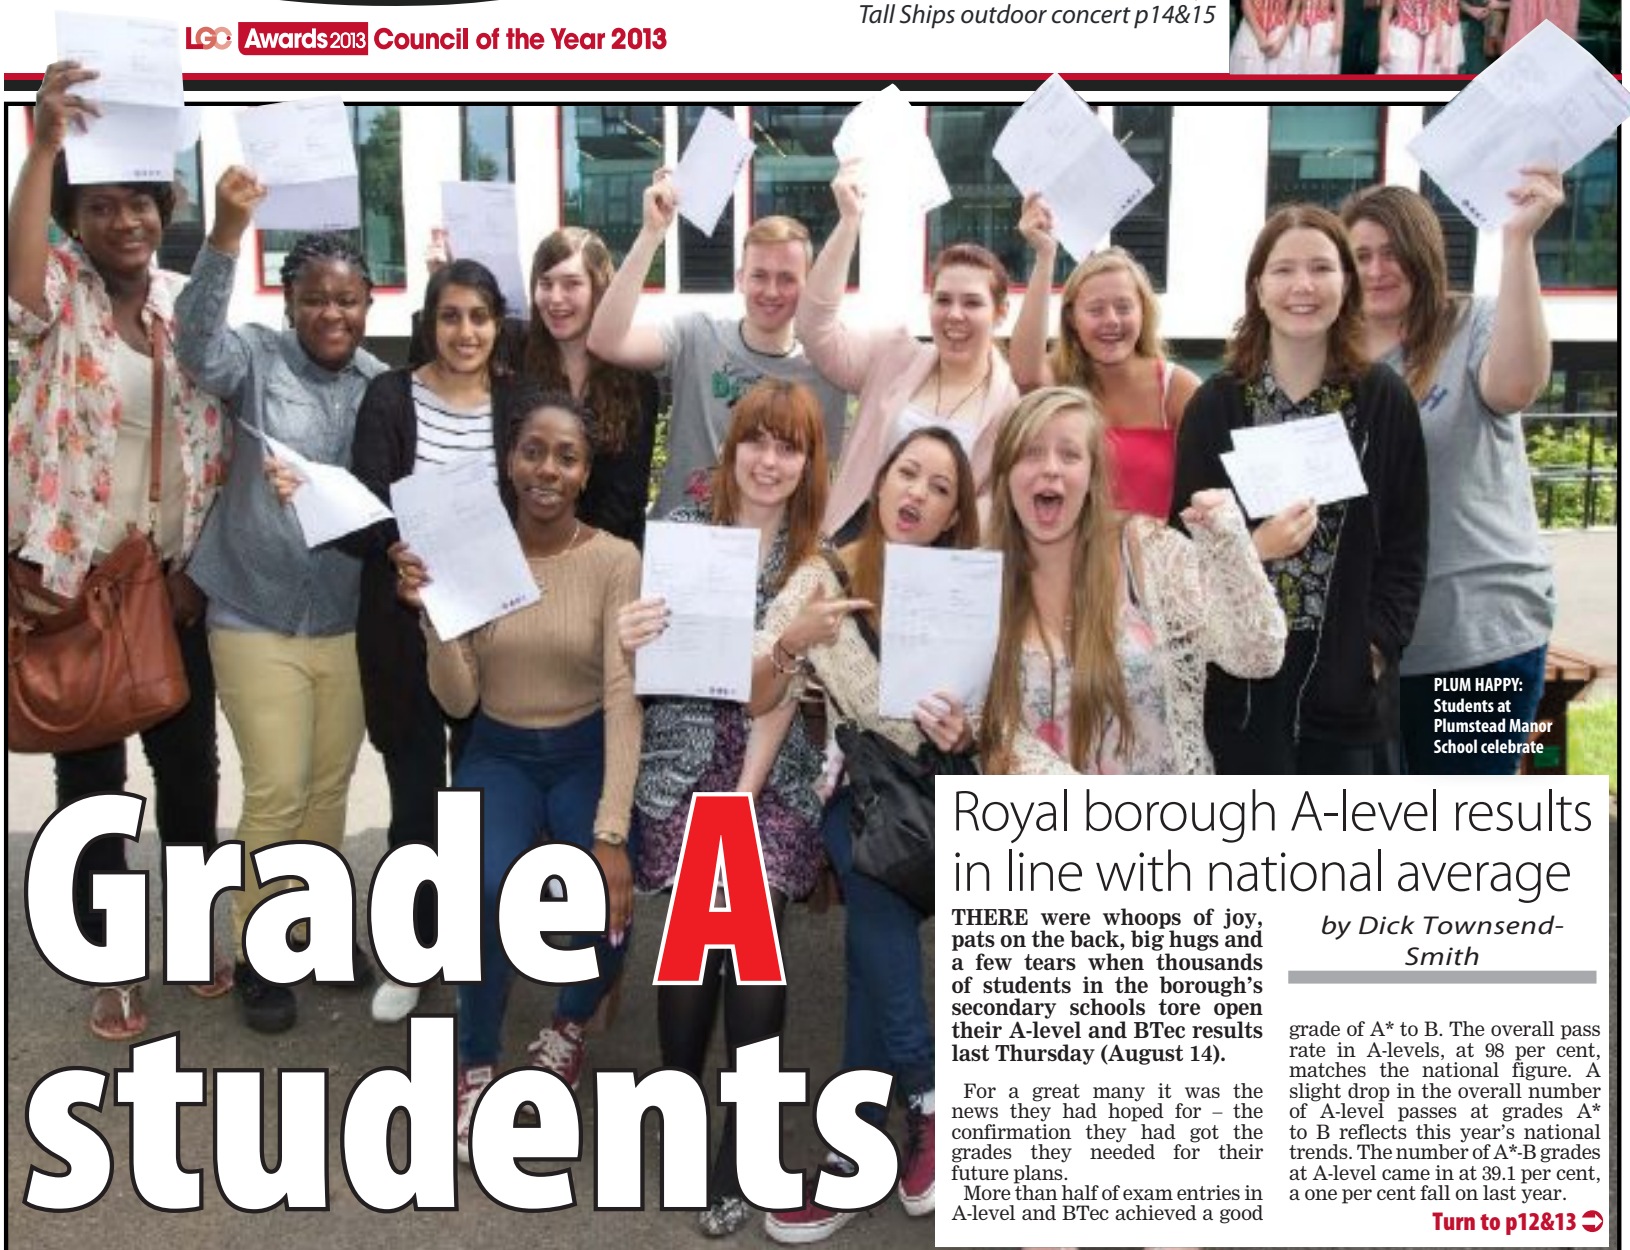 Tall Ships outdoor concert p14&15
LGC Awards 2013 Council of the Year 2013
PLUM HAPPY:
Students at
Plumstead Manor
School celebrate
Grade A
students
Royal borough A-level results
in line with national average
THERE were whoops of joy,
pats on the back, big hugs and
a few tears when thousands
of students in the borough's
secondary schools tore open
their A-level and BTec results
last Thursday (August 14).
For a great many it was the
news they had hoped for – the
confirmation they had got the
grades they needed for their
future plans.
More than half of exam entries in
A-level and BTec achieved a good
by Dick Townsend-
Smith
grade of A* to B. The overall pass
rate in A-levels, at 98 per cent,
matches the national figure. A
slight drop in the overall number
of A-level passes at grades A*
to B reflects this year's national
trends. The number of A*-B grades
at A-level came in at 39.1 per cent,
a one per cent fall on last year.
Turn to p12&13